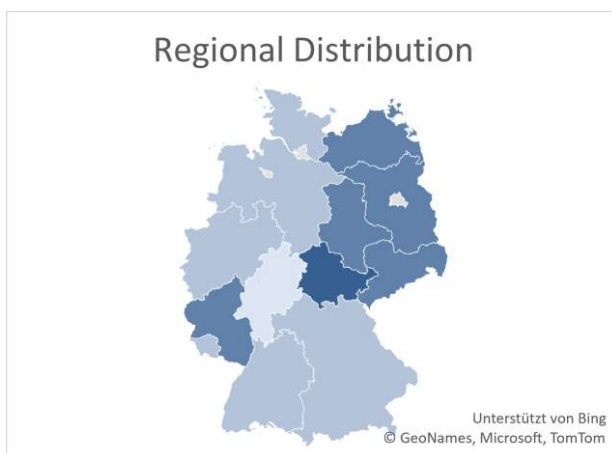 Regional Distribution
Unterstützt von Bing
© GeoNames, Microsoft, TomTom